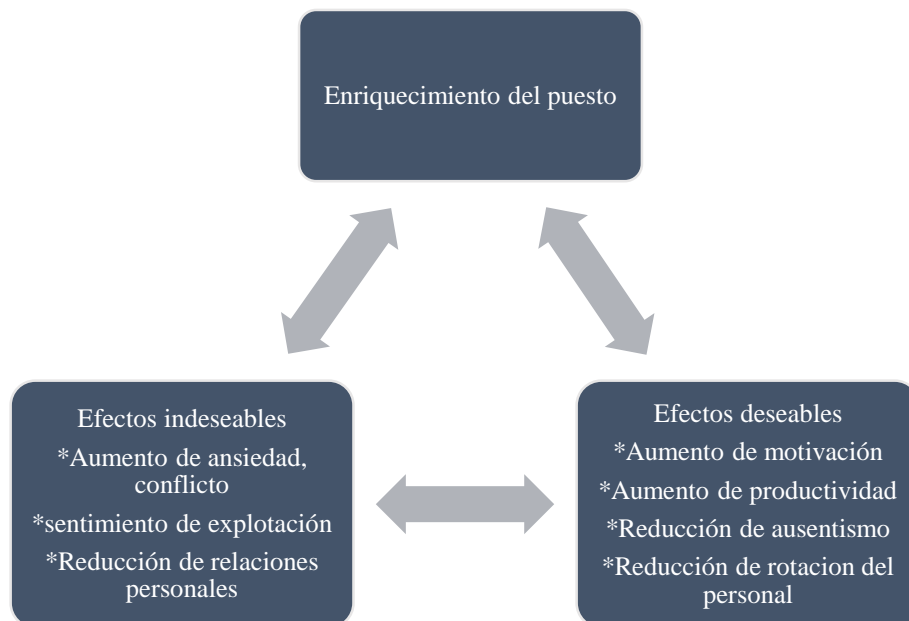 Enriquecimiento del puesto
Efectos indeseables
*Aumento de ansiedad,
conflicto
*sentimiento de explotación
*Reducción de relaciones
personales
Efectos deseables
*Aumento de motivación
*Aumento de productividad
*Reducción de ausentismo
*Reducción de rotacion del
personal